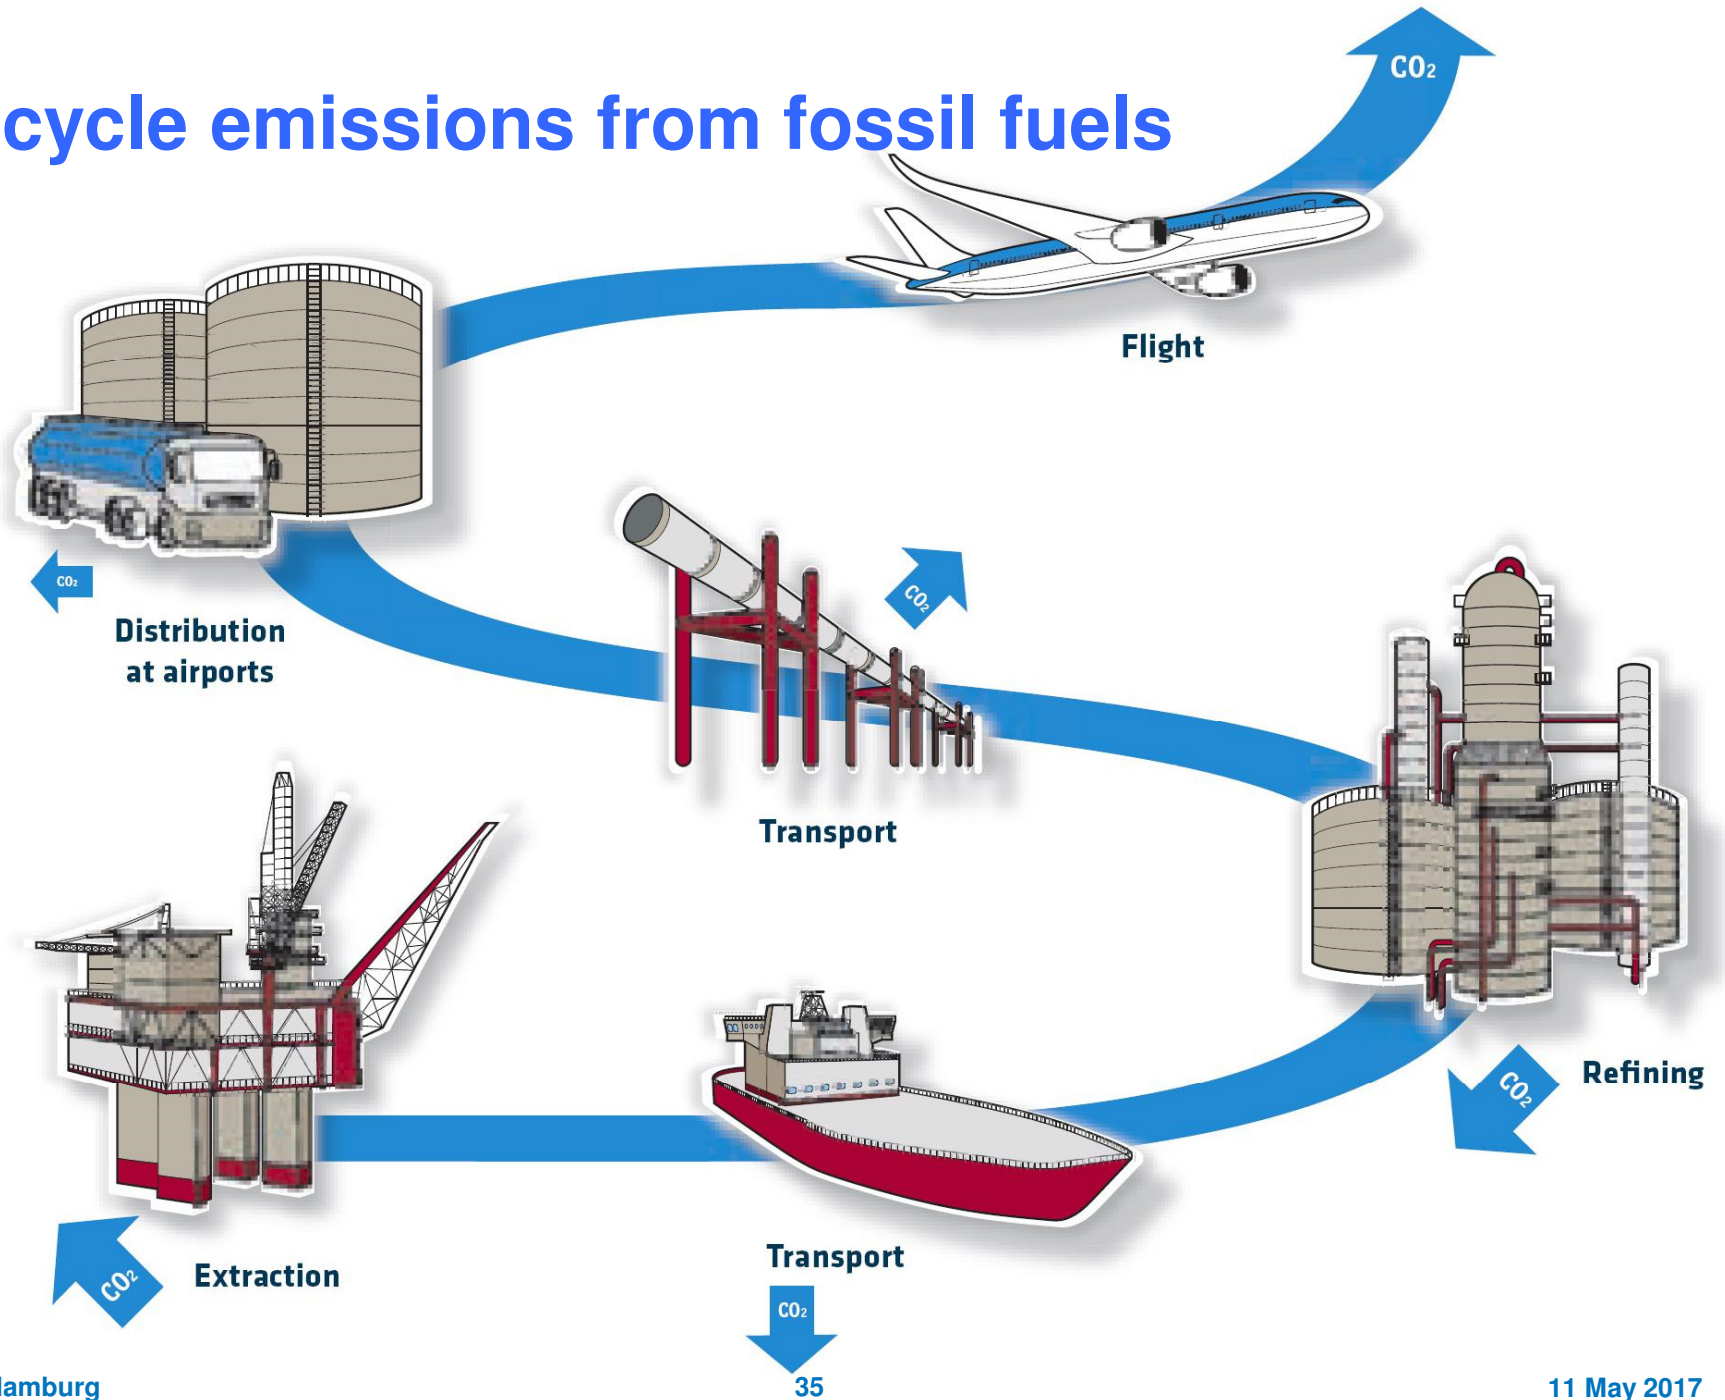 CO₂
cycle emissions from fossil fuels
Flight
CO₂
Distribution
at airports
CO₂
Transport
CO₂
Refining
Extraction
CO₂
Transport
CO₂
35
11 May 2017